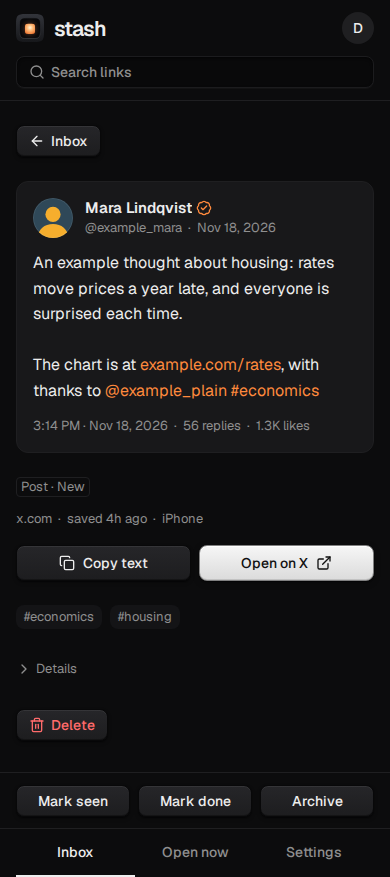 stash
D
Search links
Inbox
Mara Lindqvist
@example_mara · Nov 18, 2026
An example thought about housing: rates
move prices a year late, and everyone is
surprised each time.
The chart is at example.com/rates, with
thanks to @example_plain #economics
3:14 PM · Nov 18, 2026 · 56 replies · 1.3K likes
Post · New
x.com · saved 4h ago · iPhone
Copy text
Open on X
#economics
#housing
Details
Delete
Mark seen
Mark done
Archive
Inbox
Open now
Settings